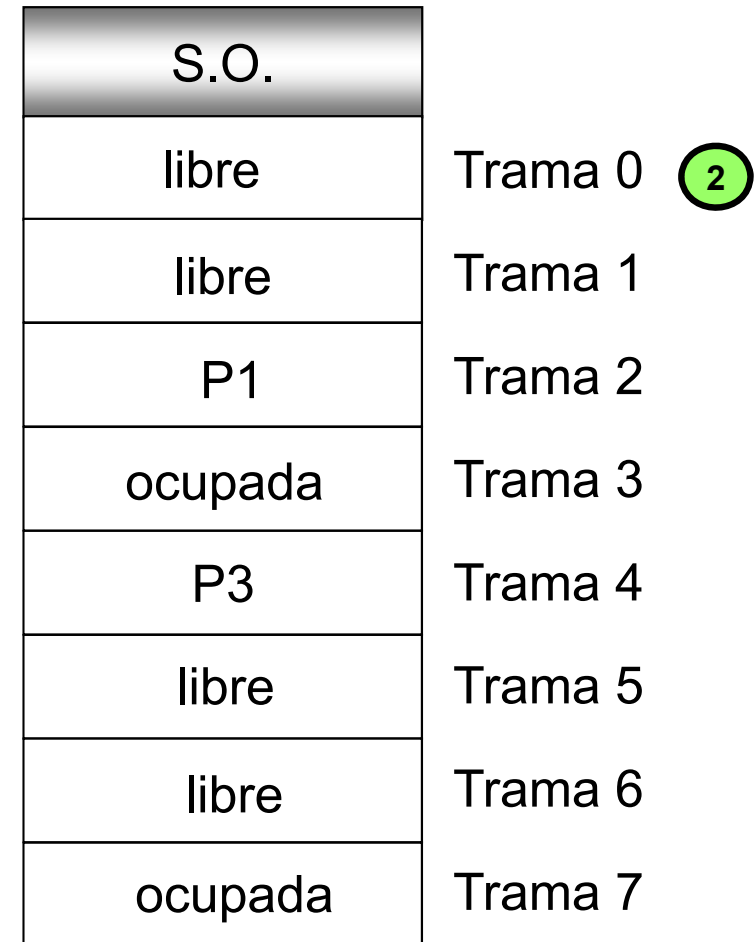 S.O.
libre Trama 0 2
libre Trama 1
P1 Trama 2
ocupada Trama 3
P3 Trama 4
libre Trama 5
libre Trama 6
ocupada Trama 7